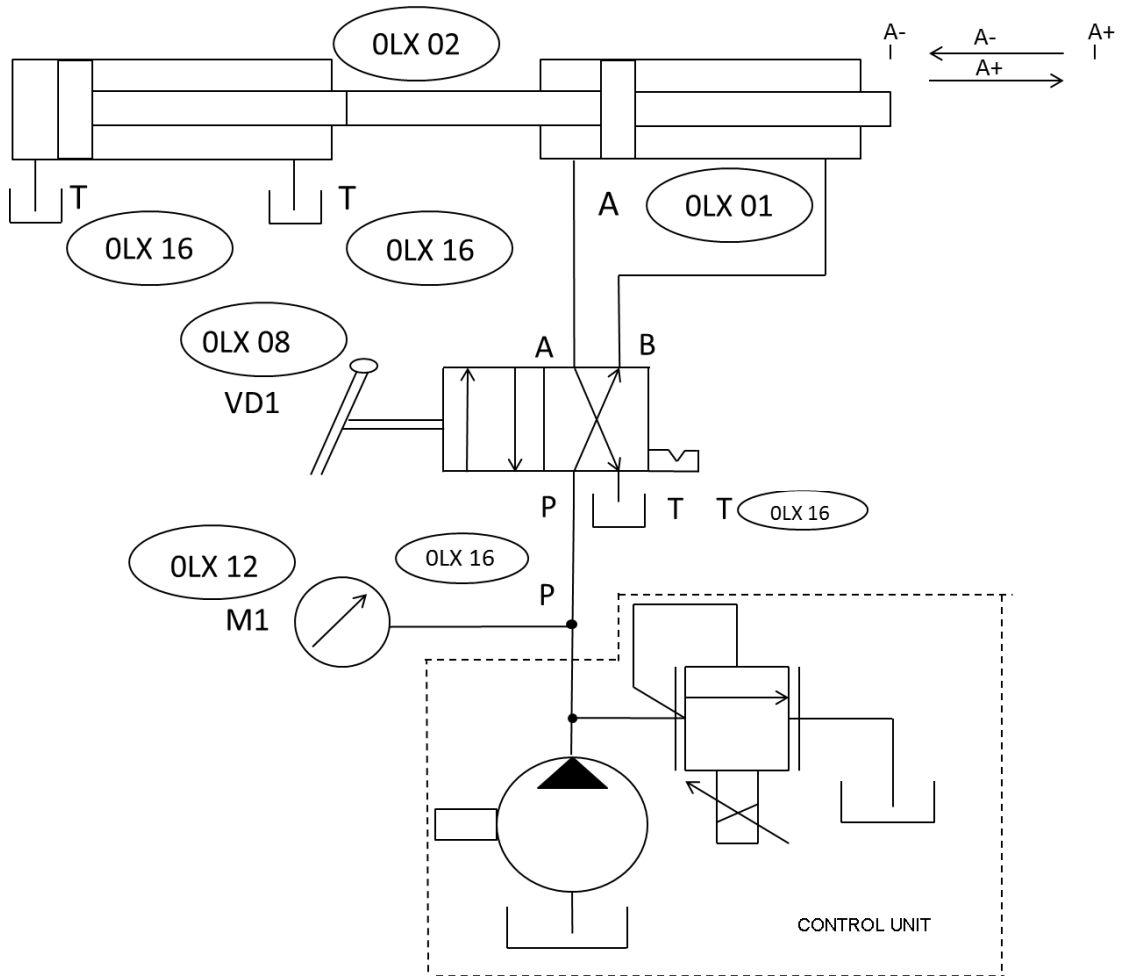 0LX 02
A-
A-
A+
A+
T
T
A
0LX 01
0LX 16
0LX 16
0LX 08
VD1
A
B
P
T
T
0LX 16
0LX 12
0LX 16
M1
P
CONTROL UNIT